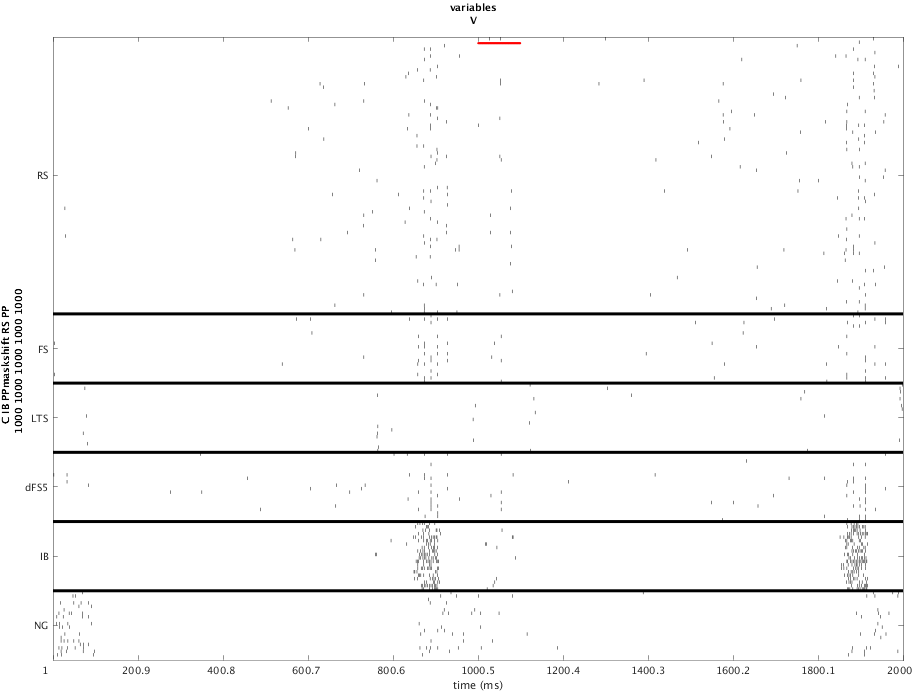 variables
V
RS
FS
LTS
dFS5
IB
NG
C IB PPmaskshift RS PP
1000 1000 1000 1000 1000
1 200.9 400.8 600.7 800.6 1000.5 1200.4 1400.3 1600.2 1800.1 2000
time (ms)